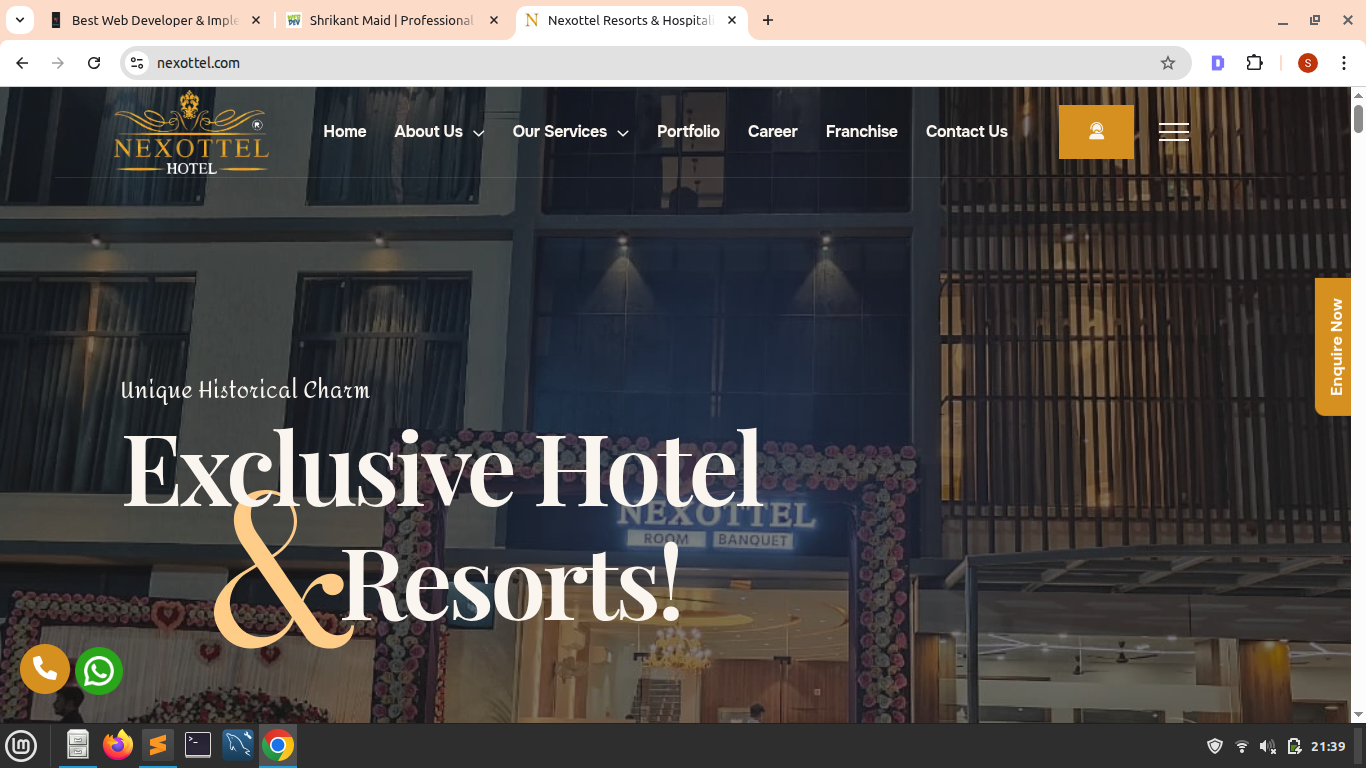 Best Web Developer & Imple
Shrikant Maid | Professional
Nexottel Resorts & Hospitali
nexottel.com
D
S
NEXOTTEL
®
HOTEL
Home
About Us
Our Services
Portfolio
Career
Franchise
Contact Us
Enquire Now
Unique Historical Charm
Exclusive Hotel
& Resorts!
NEXOTTEL
ROOM
BANQUET
21:39